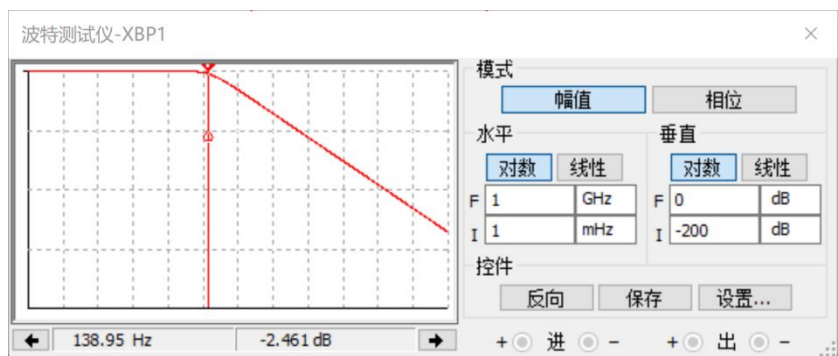 波特测试仪-XBP1
模式
幅值 相位
水平 垂直
对数 线性 对数 线性
F 1 GHz F 0 dB
I 1 mHz I -200 dB
控件
反向 保存 设置...
138.95 Hz -2.461 dB + 进 - + 出 -